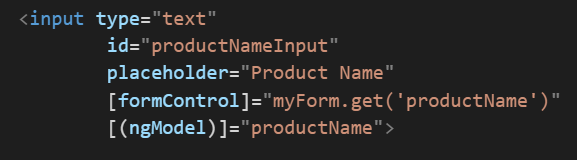 <input type="text"
id="productNameInput"
placeholder="Product Name"
[formControl]="myForm.get('productName')"
[(ngModel)]="productName">